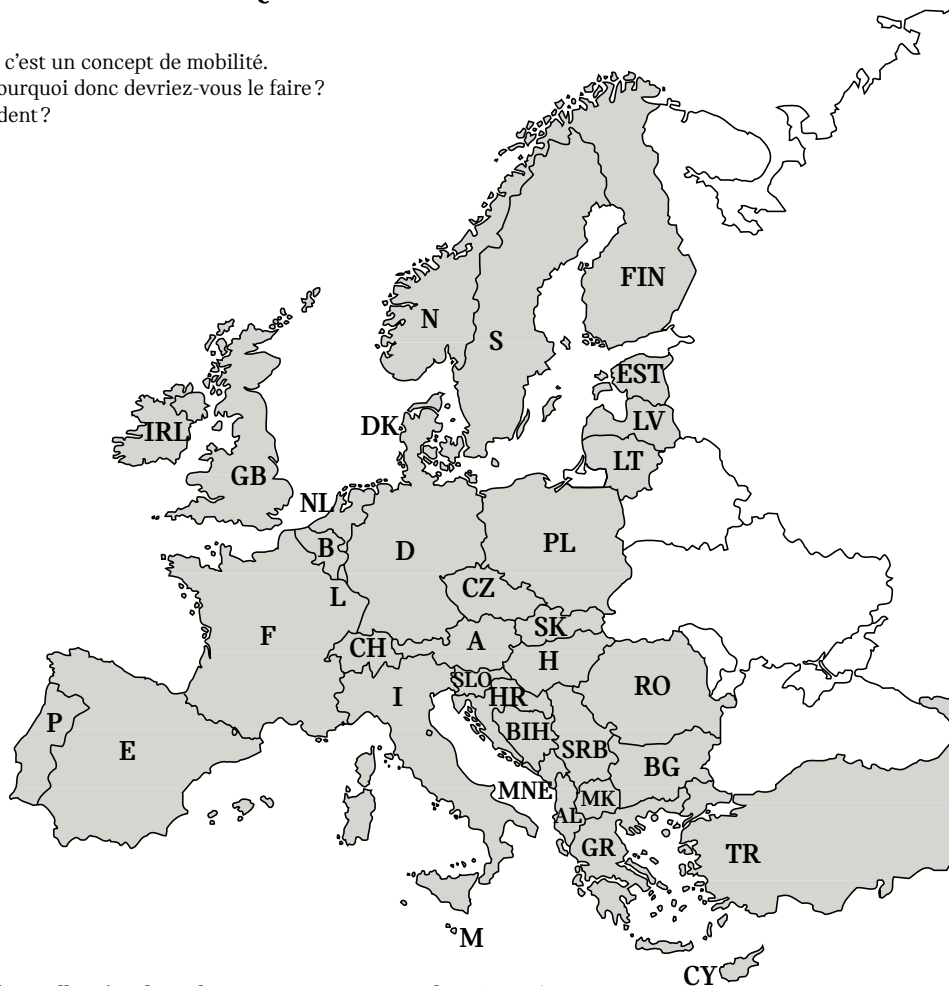 c’est un concept de mobilité.
ourquoi donc devriez-vous le faire ?
dent ?
FIN
N
S
EST
DK
LV
IRL
LT
GB
NL
B
D
PL
CZ
L
SK
F
A
CH
H
SLO
RO
HR
I
P
BIH
E
SRB
BG
MNE
MK
AL
GR
TR
M
CY